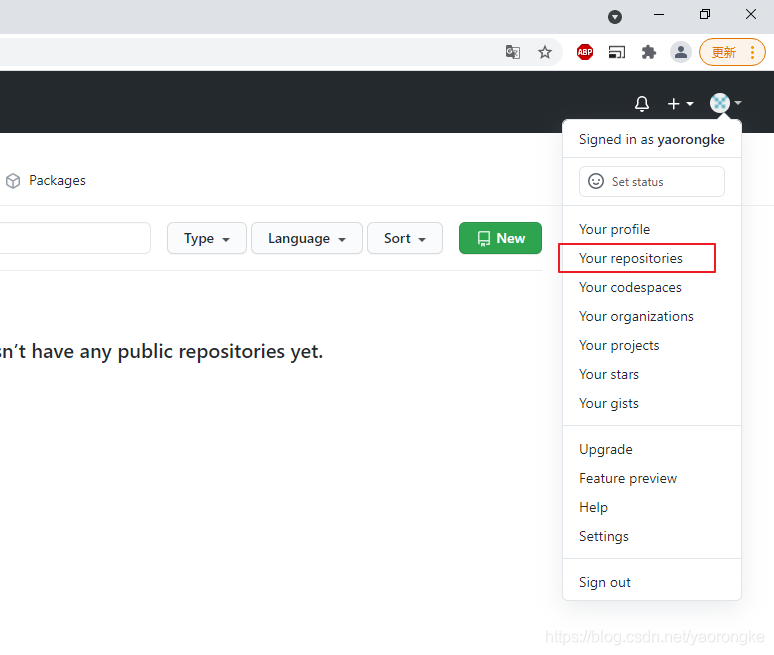 ABP
更新
Signed in as yaorongke
Set status
Packages
Type
Language
Sort
New
Your profile
Your repositories
Your codespaces
Your organizations
Your projects
Your stars
Your gists
sn't have any public repositories yet.
Upgrade
Feature preview
Help
Settings
Sign out
https://blog.csdn.net/yaorongke